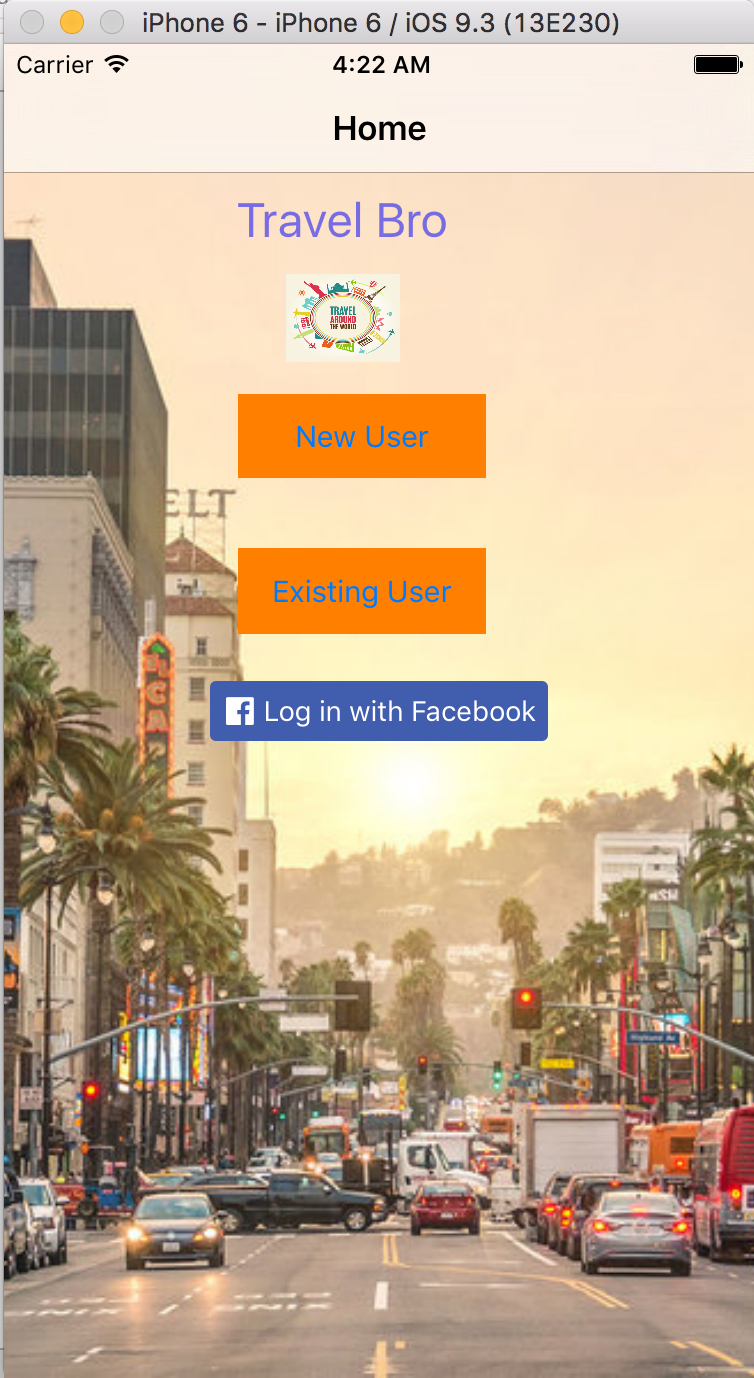 iPhone 6 - iPhone 6 / iOS 9.3 (13E230)
Carrier 4:22 AM
Home
Travel Bro
TRAVEL
AROUND
THE WORLD
New User
ELT
Existing User
Log in with Facebook